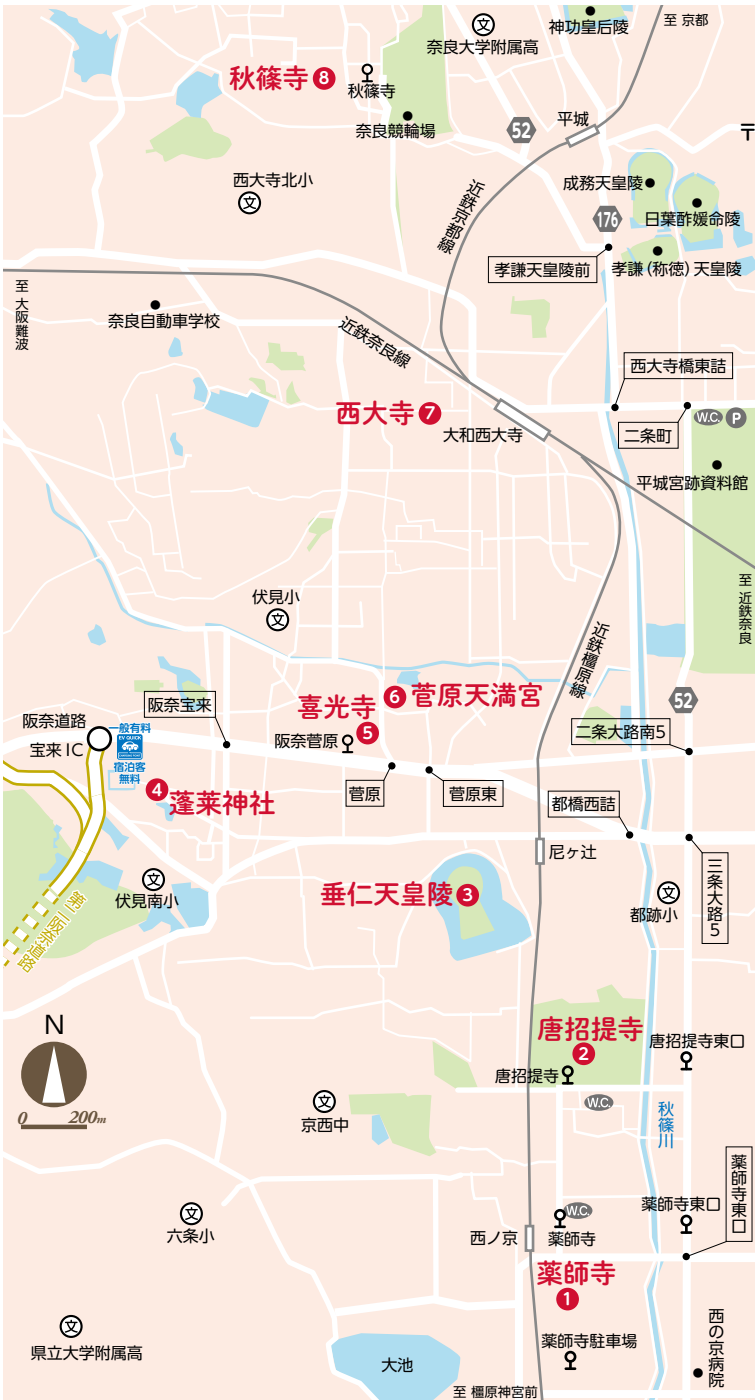 神功皇后陵
至 京都
文
奈良大学附属高
秋篠寺 8
秋篠寺
奈良競輪場
52
平城
〒
西大寺北小
文
近鉄京都線
成務天皇陵
日葉酢媛命陵
176
孝謙天皇陵前
孝謙（称徳）天皇陵
至 大阪難波
奈良自動車学校
近鉄奈良線
西大寺橋東詰
西大寺 7
大和西大寺
二条町
W.C. P
平城宮跡資料館
至 近鉄奈良
伏見小
文
近鉄橿原線
阪奈宝来
喜光寺
5
6 菅原天満宮
52
阪奈道路
宝来IC
一般有料
EV QUICK
宿泊客
無料
阪奈菅原
二条大路南5
菅原
菅原東
4
蓬莱神社
都橋西詰
尼ヶ辻
三条大路5
文
伏見南小
垂仁天皇陵 3
文
都跡小
第二阪奈道路
N
0 200m
唐招提寺
2
唐招提寺
唐招提寺東口
W.C.
秋篠川
文
京西中
薬師寺東口
文
六条小
W.C.
薬師寺
薬師寺東口
西ノ京
薬師寺
1
文
県立大学附属高
大池
薬師寺駐車場
西の京病院
至 橿原神宮前